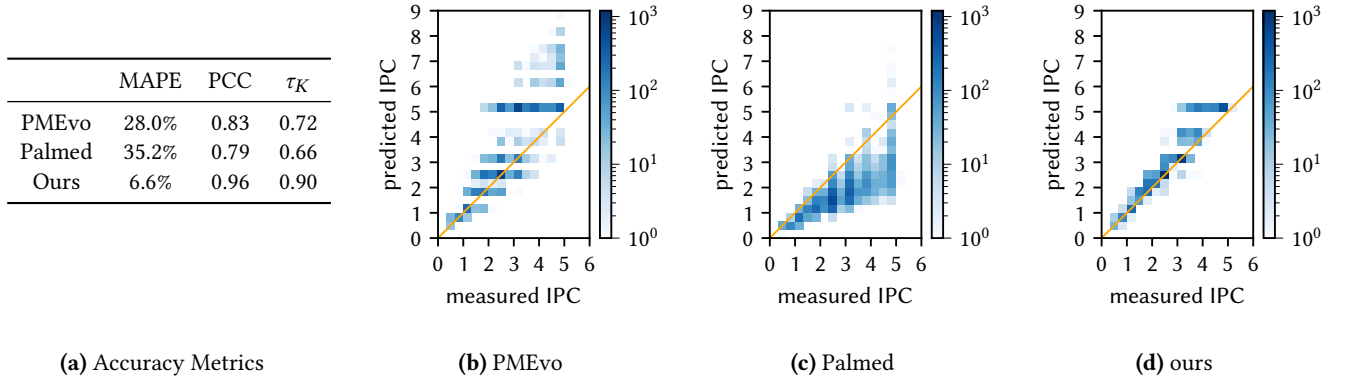 MAPE PCC τK
PMEvo 28.0% 0.83 0.72
Palmed 35.2% 0.79 0.66
Ours 6.6% 0.96 0.90
(a) Accuracy Metrics
9
8
7
6
5
4
3
2
1
0
predicted IPC
0 1 2 3 4 5 6
measured IPC
10^3
10^2
10^1
10^0
(b) PMEvo
9
8
7
6
5
4
3
2
1
0
predicted IPC
0 1 2 3 4 5 6
measured IPC
10^3
10^2
10^1
10^0
(c) Palmed
9
8
7
6
5
4
3
2
1
0
predicted IPC
0 1 2 3 4 5 6
measured IPC
10^3
10^2
10^1
10^0
(d) ours